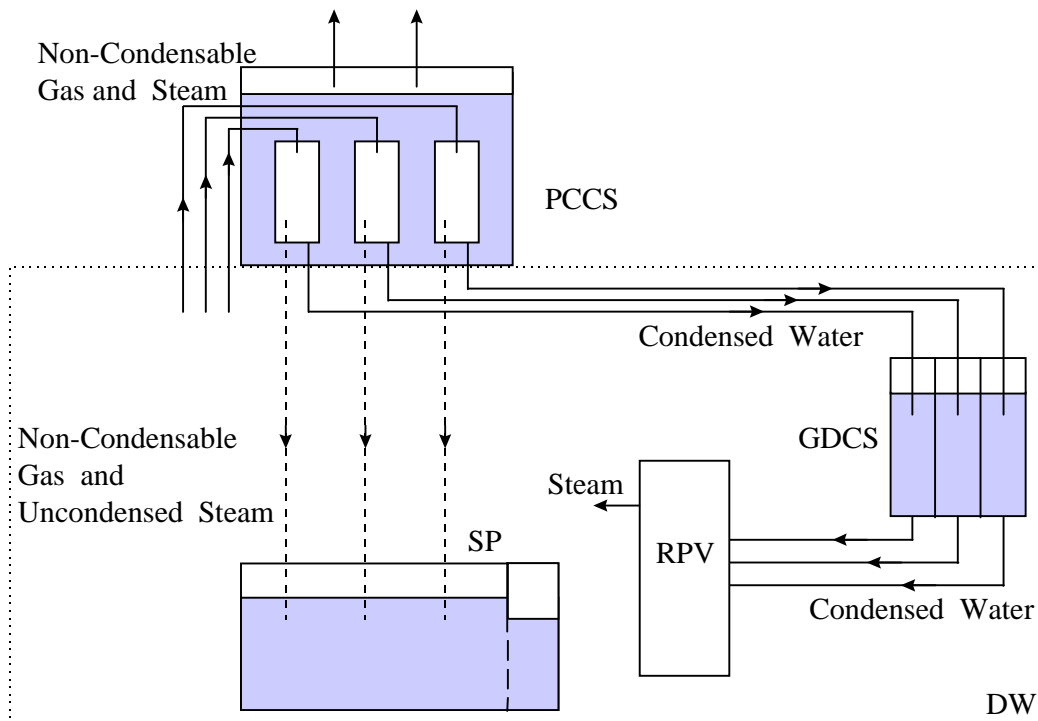 Non-Condensable
Gas and Steam
PCCS
Condensed Water
Non-Condensable
Gas and
Uncondensed Steam
GDCS
Steam
SP
RPV
Condensed Water
DW